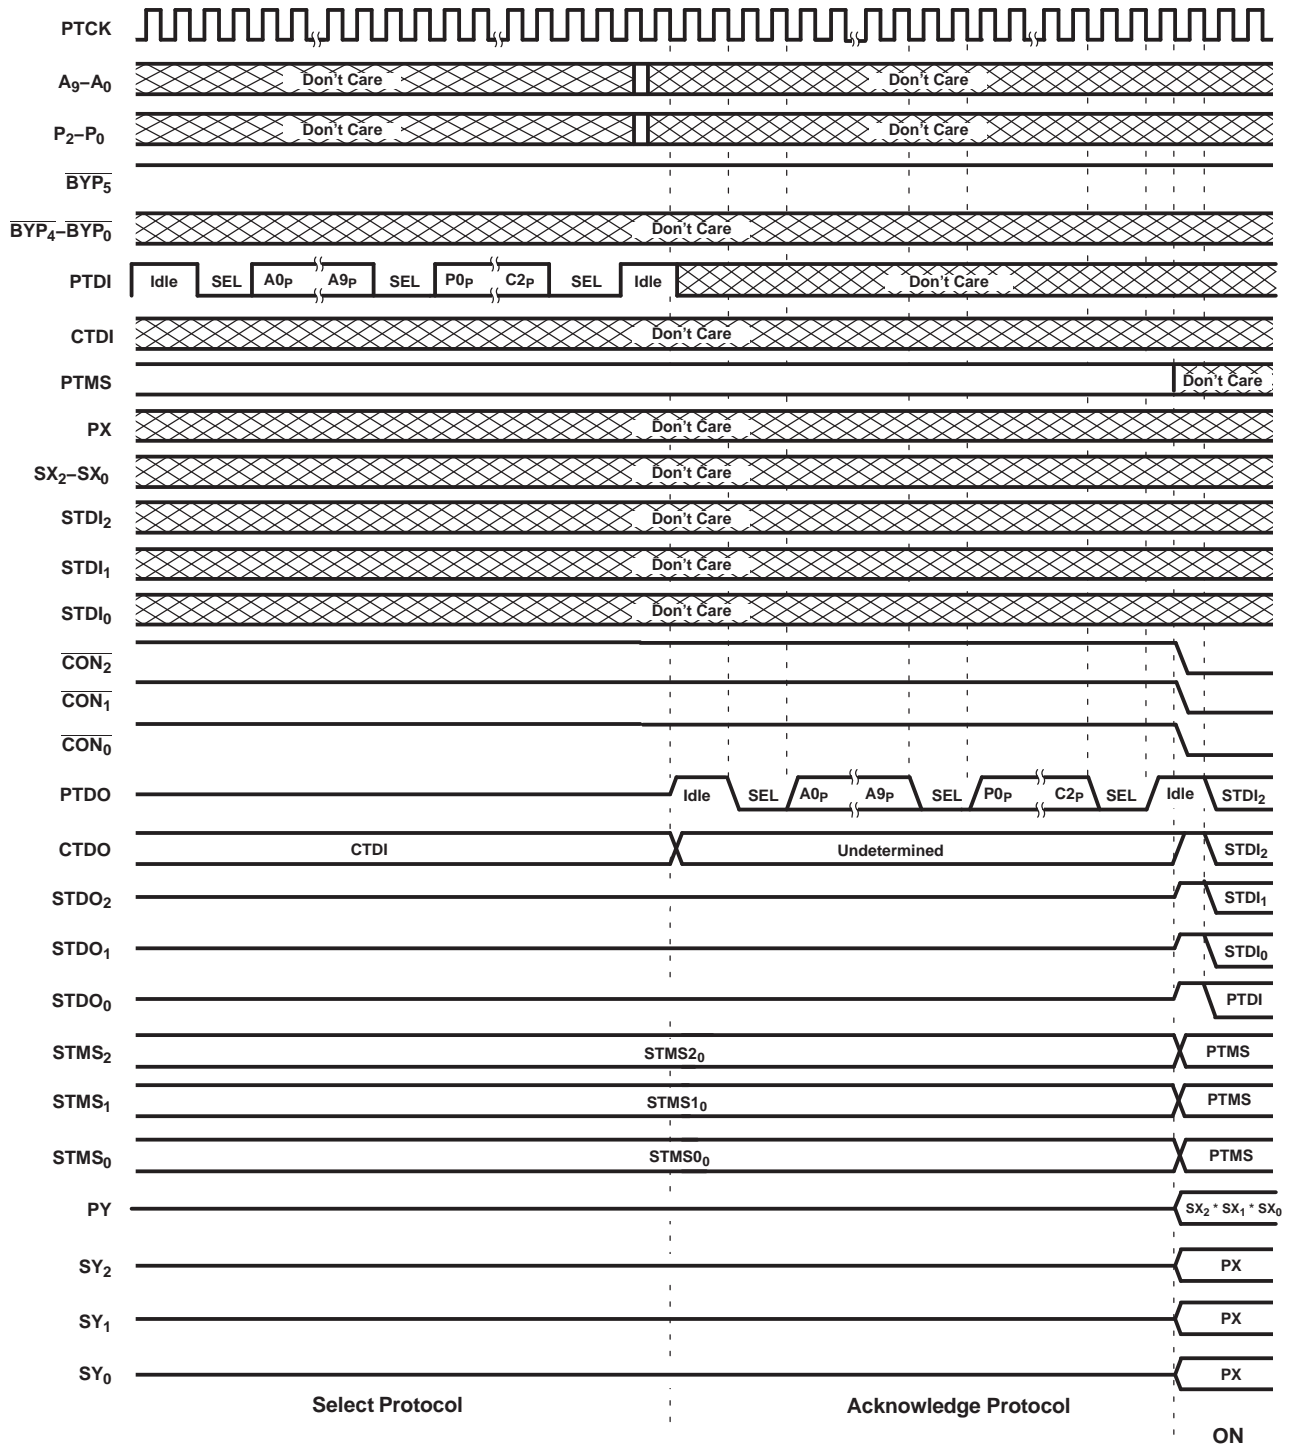 PTCK
A9–A0 Don't Care Don't Care
P2–P0 Don't Care Don't Care
BYP5
BYP4–BYP0 Don't Care
PTDI Idle SEL A0P A9P SEL P0P C2P SEL Idle Don't Care
CTDI Don't Care
PTMS Don't Care
PX Don't Care
SX2–SX0 Don't Care
STDI2 Don't Care
STDI1 Don't Care
STDI0 Don't Care
CON2
CON1
CON0
PTDO Idle SEL A0P A9P SEL P0P C2P SEL Idle STDI2
CTDO CTDI Undetermined STDI2
STDO2 STDI1
STDO1 STDI0
STDO0 PTDI
STMS2 STMS20 PTMS
STMS1 STMS10 PTMS
STMS0 STMS00 PTMS
PY SX2 * SX1 * SX0
SY2 PX
SY1 PX
SY0 PX
Select Protocol Acknowledge Protocol
ON